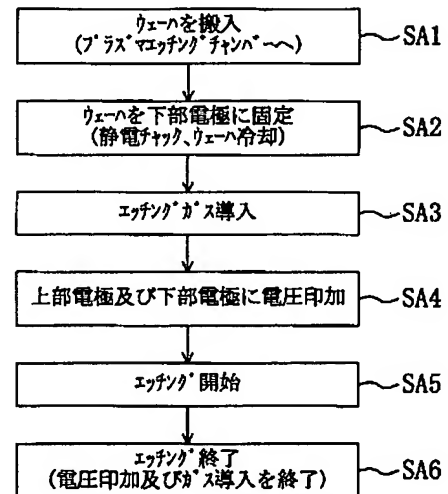 ウェーハを搬入
(プラズマエッチングチャンバーへ)
SA1
ウェーハを下部電極に固定
(静電チャック、ウェーハ冷却)
SA2
エッチングガス導入
SA3
上部電極及び下部電極に電圧印加
SA4
エッチング開始
SA5
エッチング終了
(電圧印加及びガス導入を終了)
SA6